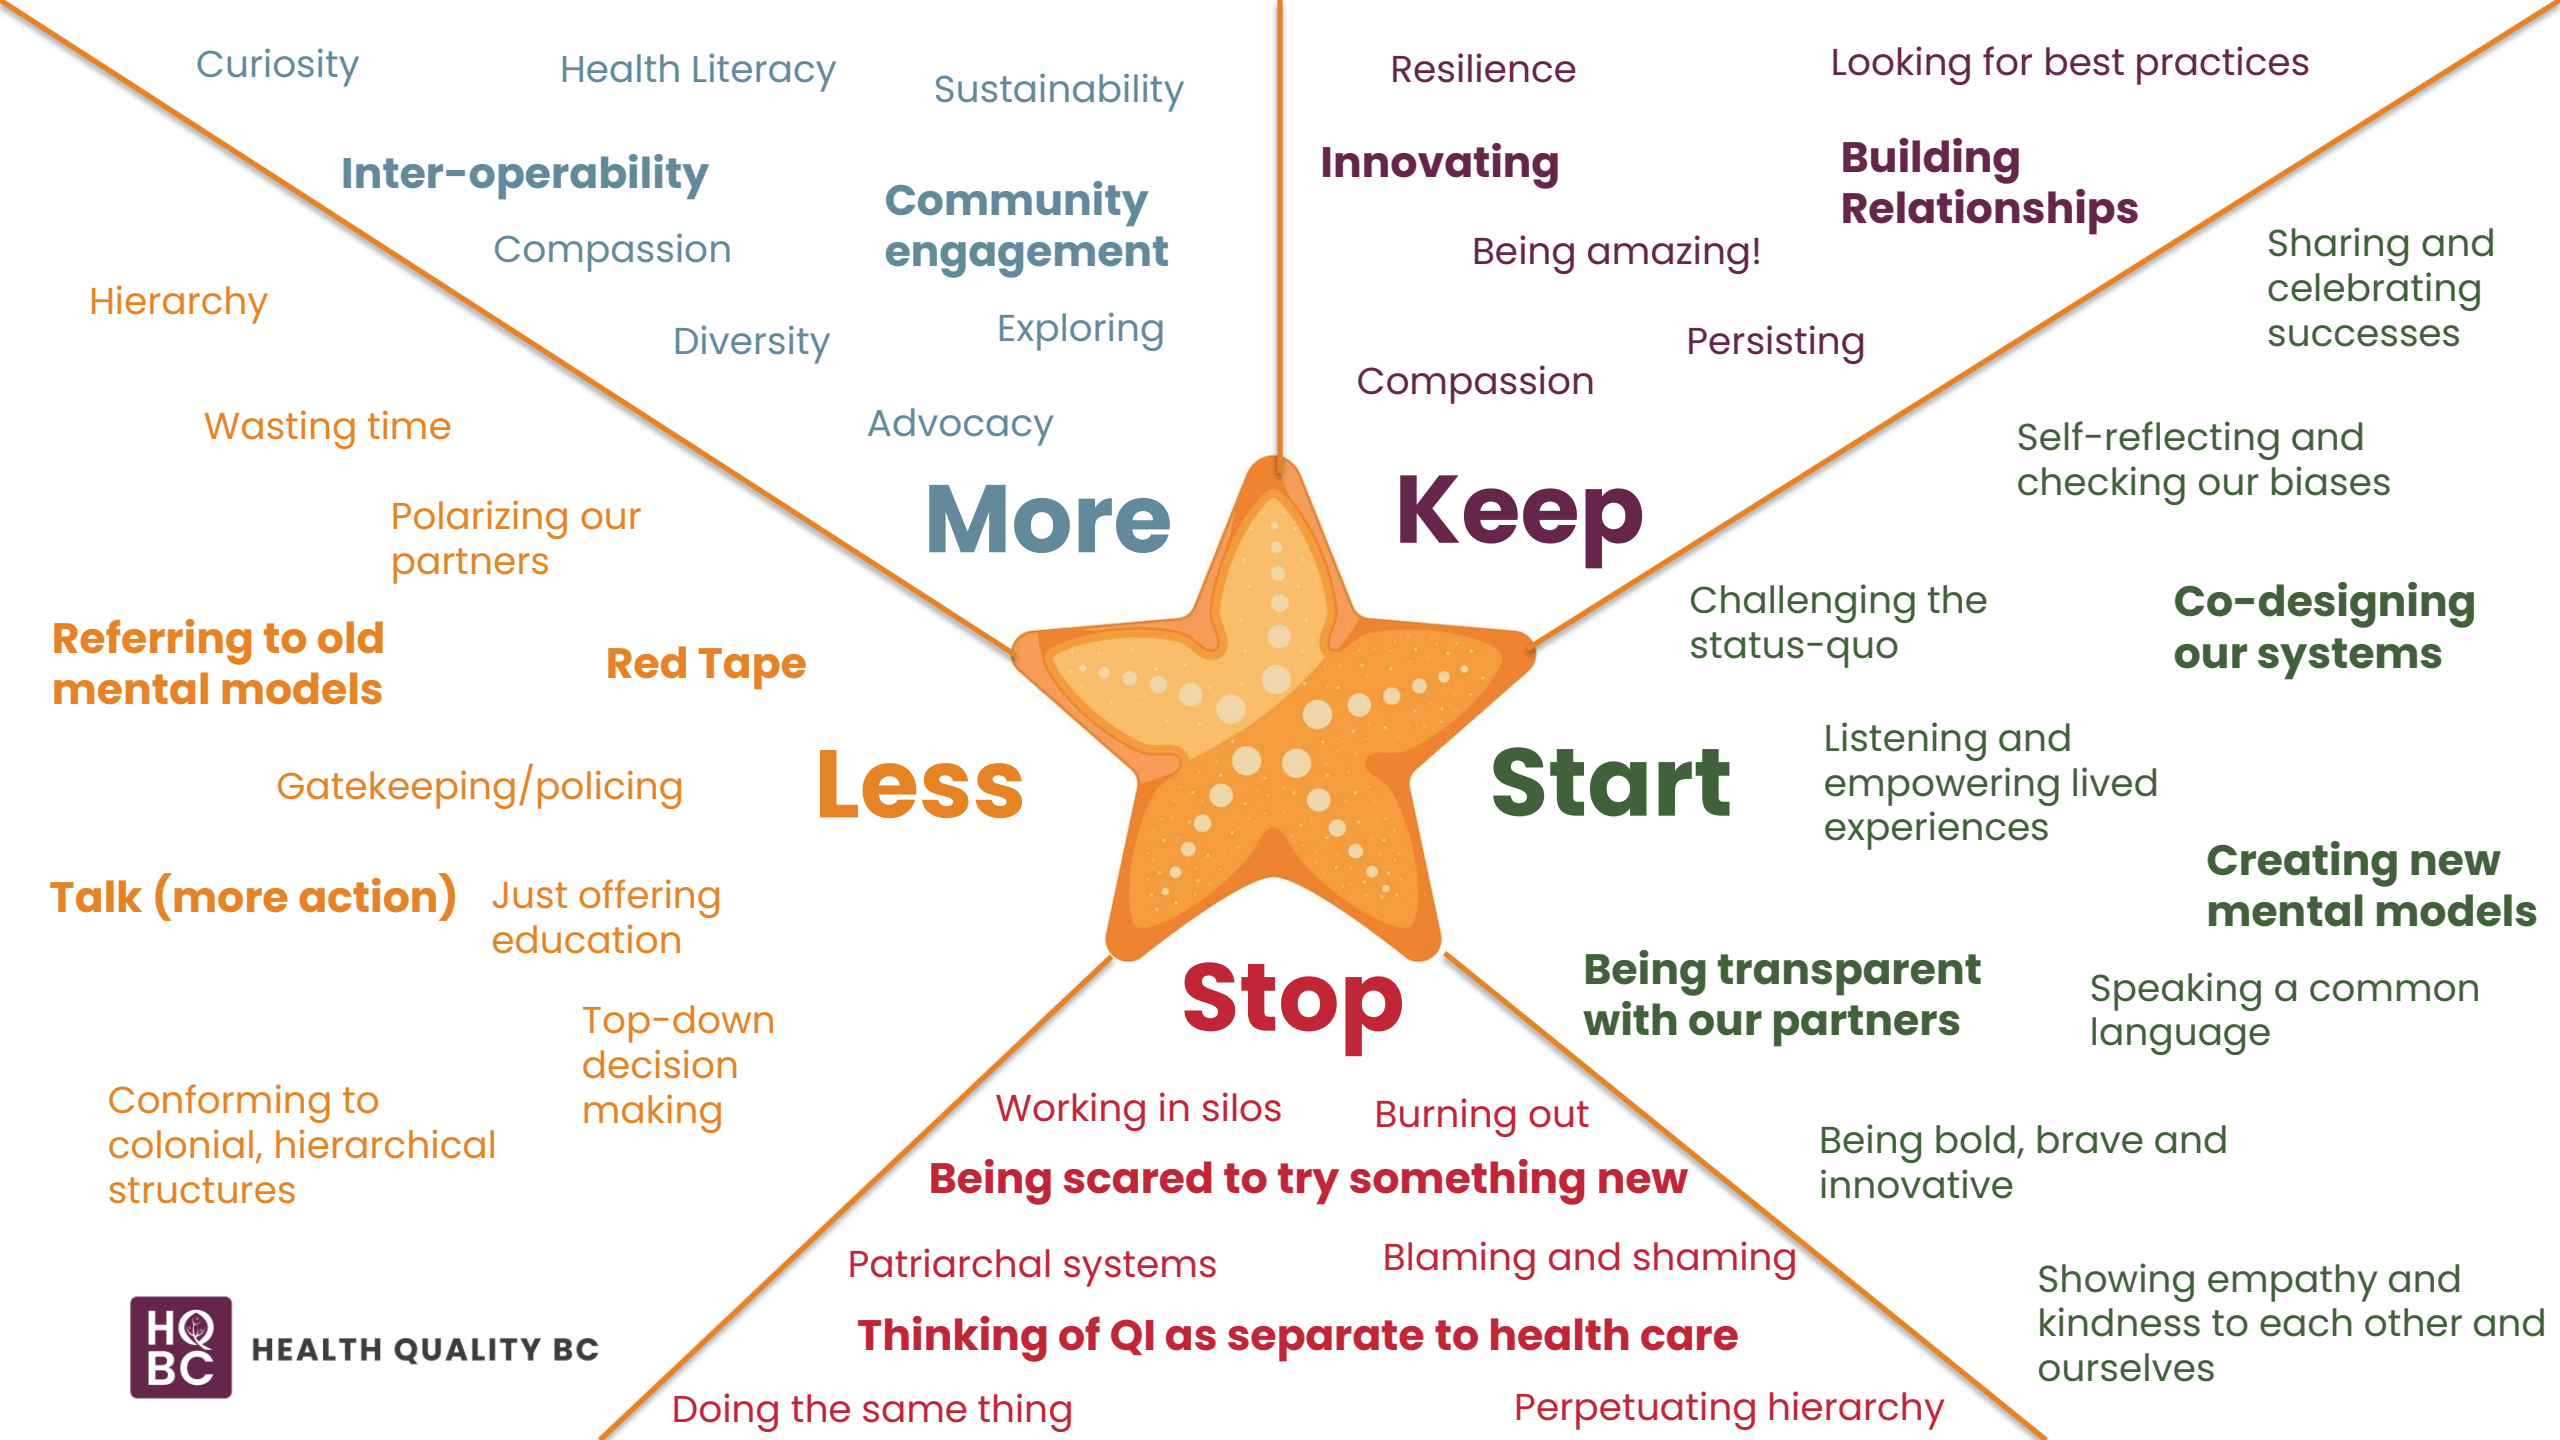 Curiosity
Health Literacy
Sustainability
Inter-operability
Community
engagement
Compassion
Diversity
Exploring
Advocacy
More
Resilience
Looking for best practices
Innovating
Building
Relationships
Being amazing!
Persisting
Compassion
Keep
Sharing and
celebrating
successes
Self-reflecting and
checking our biases
Challenging the
status-quo
Co-designing
our systems
Start
Listening and
empowering lived
experiences
Creating new
mental models
Being transparent
with our partners
Speaking a common
language
Being bold, brave and
innovative
Showing empathy and
kindness to each other and
ourselves
Stop
Working in silos
Burning out
Being scared to try something new
Patriarchal systems
Blaming and shaming
Thinking of QI as separate to health care
Doing the same thing
Perpetuating hierarchy
Hierarchy
Wasting time
Polarizing our
partners
Referring to old
mental models
Red Tape
Less
Gatekeeping/policing
Talk (more action)
Just offering
education
Top-down
decision
making
Conforming to
colonial, hierarchical
structures
HQ
BC
HEALTH QUALITY BC